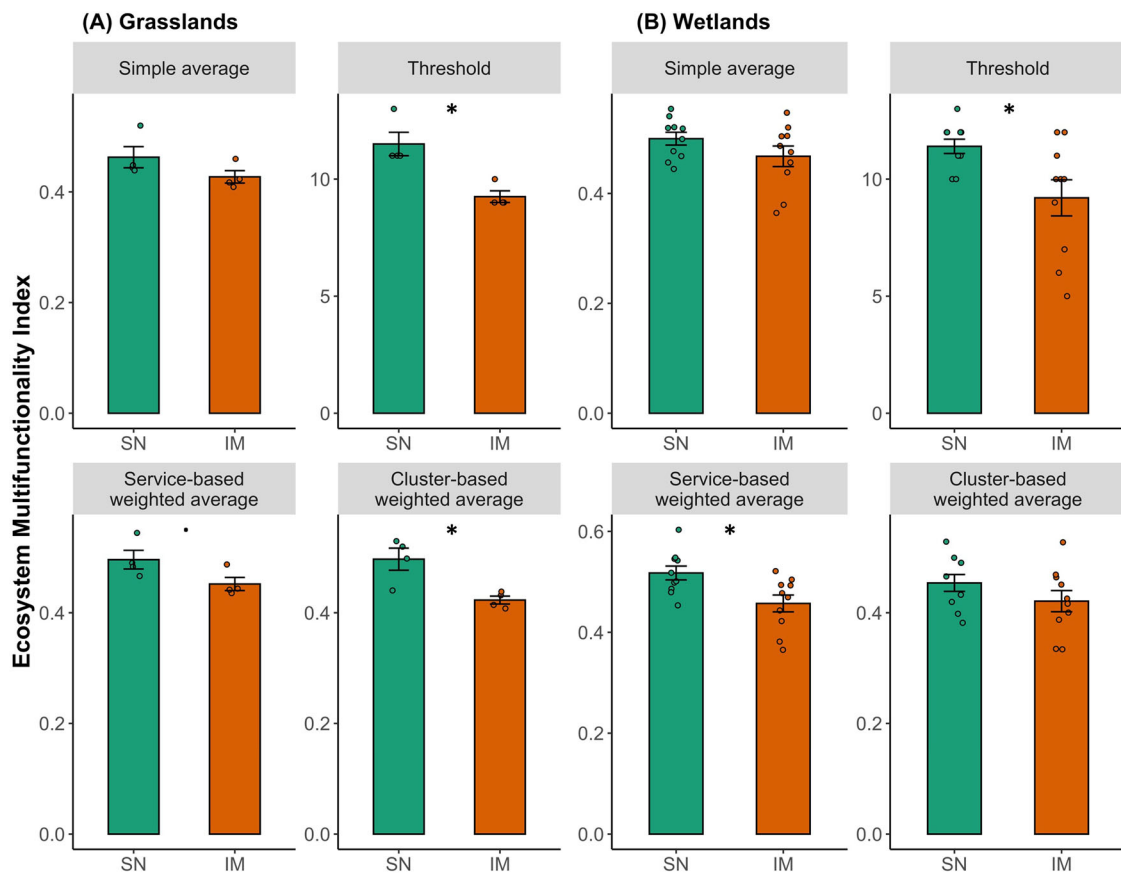 (A) Grasslands
(B) Wetlands
Simple average
Threshold
Simple average
Threshold
*
*
0.4
0.2
0.0
10
5
0
0.4
0.2
0.0
10
5
0
SN IM
SN IM
SN IM
SN IM
Ecosystem Multifunctionality Index
Service-based
weighted average
Cluster-based
weighted average
Service-based
weighted average
Cluster-based
weighted average
.
*
*
0.4
0.2
0.0
0.4
0.2
0.0
0.6
0.4
0.2
0.0
0.4
0.2
0.0
SN IM
SN IM
SN IM
SN IM